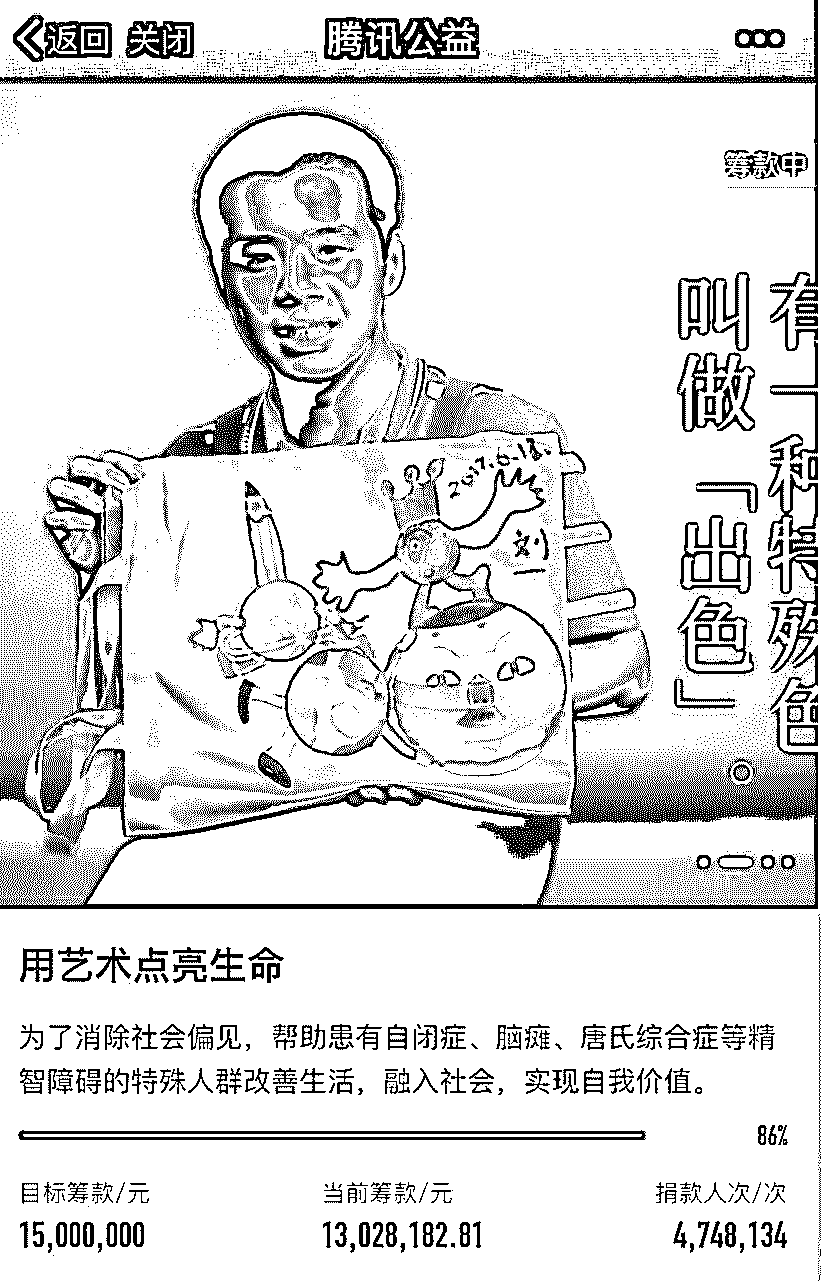 返回 关闭 腾讯公益
筹款中
有一种特殊色
叫做「出色」。
2017.6.18.
刘
用艺术点亮生命
为了消除社会偏见，帮助患有自闭症、脑瘫、唐氏综合症等精
智障碍的特殊人群改善生活，融入社会，实现自我价值。
86%
目标筹款/元 当前筹款/元 捐款人次/次
15,000,000 13,028,182.81 4,748,134